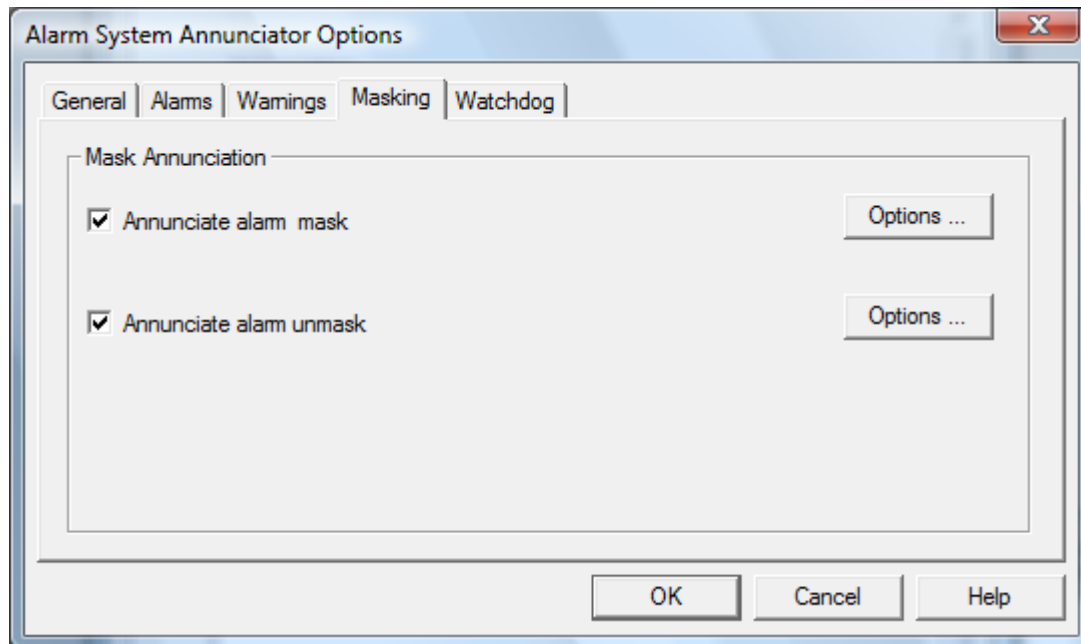 Alarm System Annunciator Options
General Alarms Warnings Masking Watchdog
Mask Annunciation
Annunciate alarm  mask Options ...
Annunciate alarm unmask Options ...
OK Cancel Help